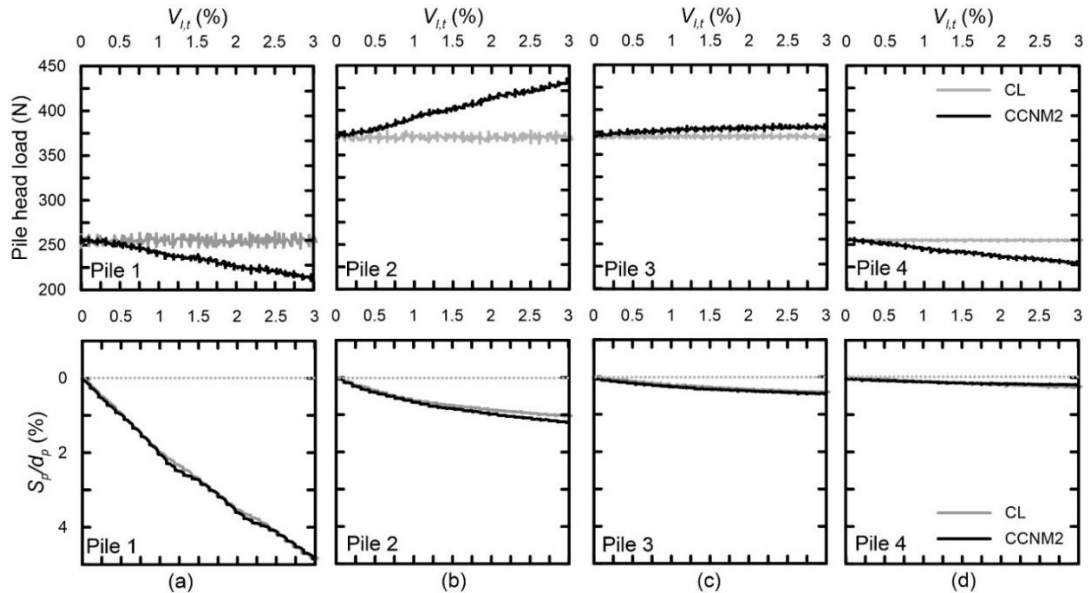 V_l,t (%) V_l,t (%) V_l,t (%) V_l,t (%)
0 0.5 1 1.5 2 2.5 3 0 0.5 1 1.5 2 2.5 3 0 0.5 1 1.5 2 2.5 3 0 0.5 1 1.5 2 2.5 3
Pile head load (N)
450
400
350
300
250
200
CL
CCNM2
Pile 1 Pile 2 Pile 3 Pile 4
0 0.5 1 1.5 2 2.5 3 0 0.5 1 1.5 2 2.5 3 0 0.5 1 1.5 2 2.5 3 0 0.5 1 1.5 2 2.5 3
S_p/d_p (%)
0
2
4
CL
CCNM2
Pile 1 Pile 2 Pile 3 Pile 4
(a) (b) (c) (d)